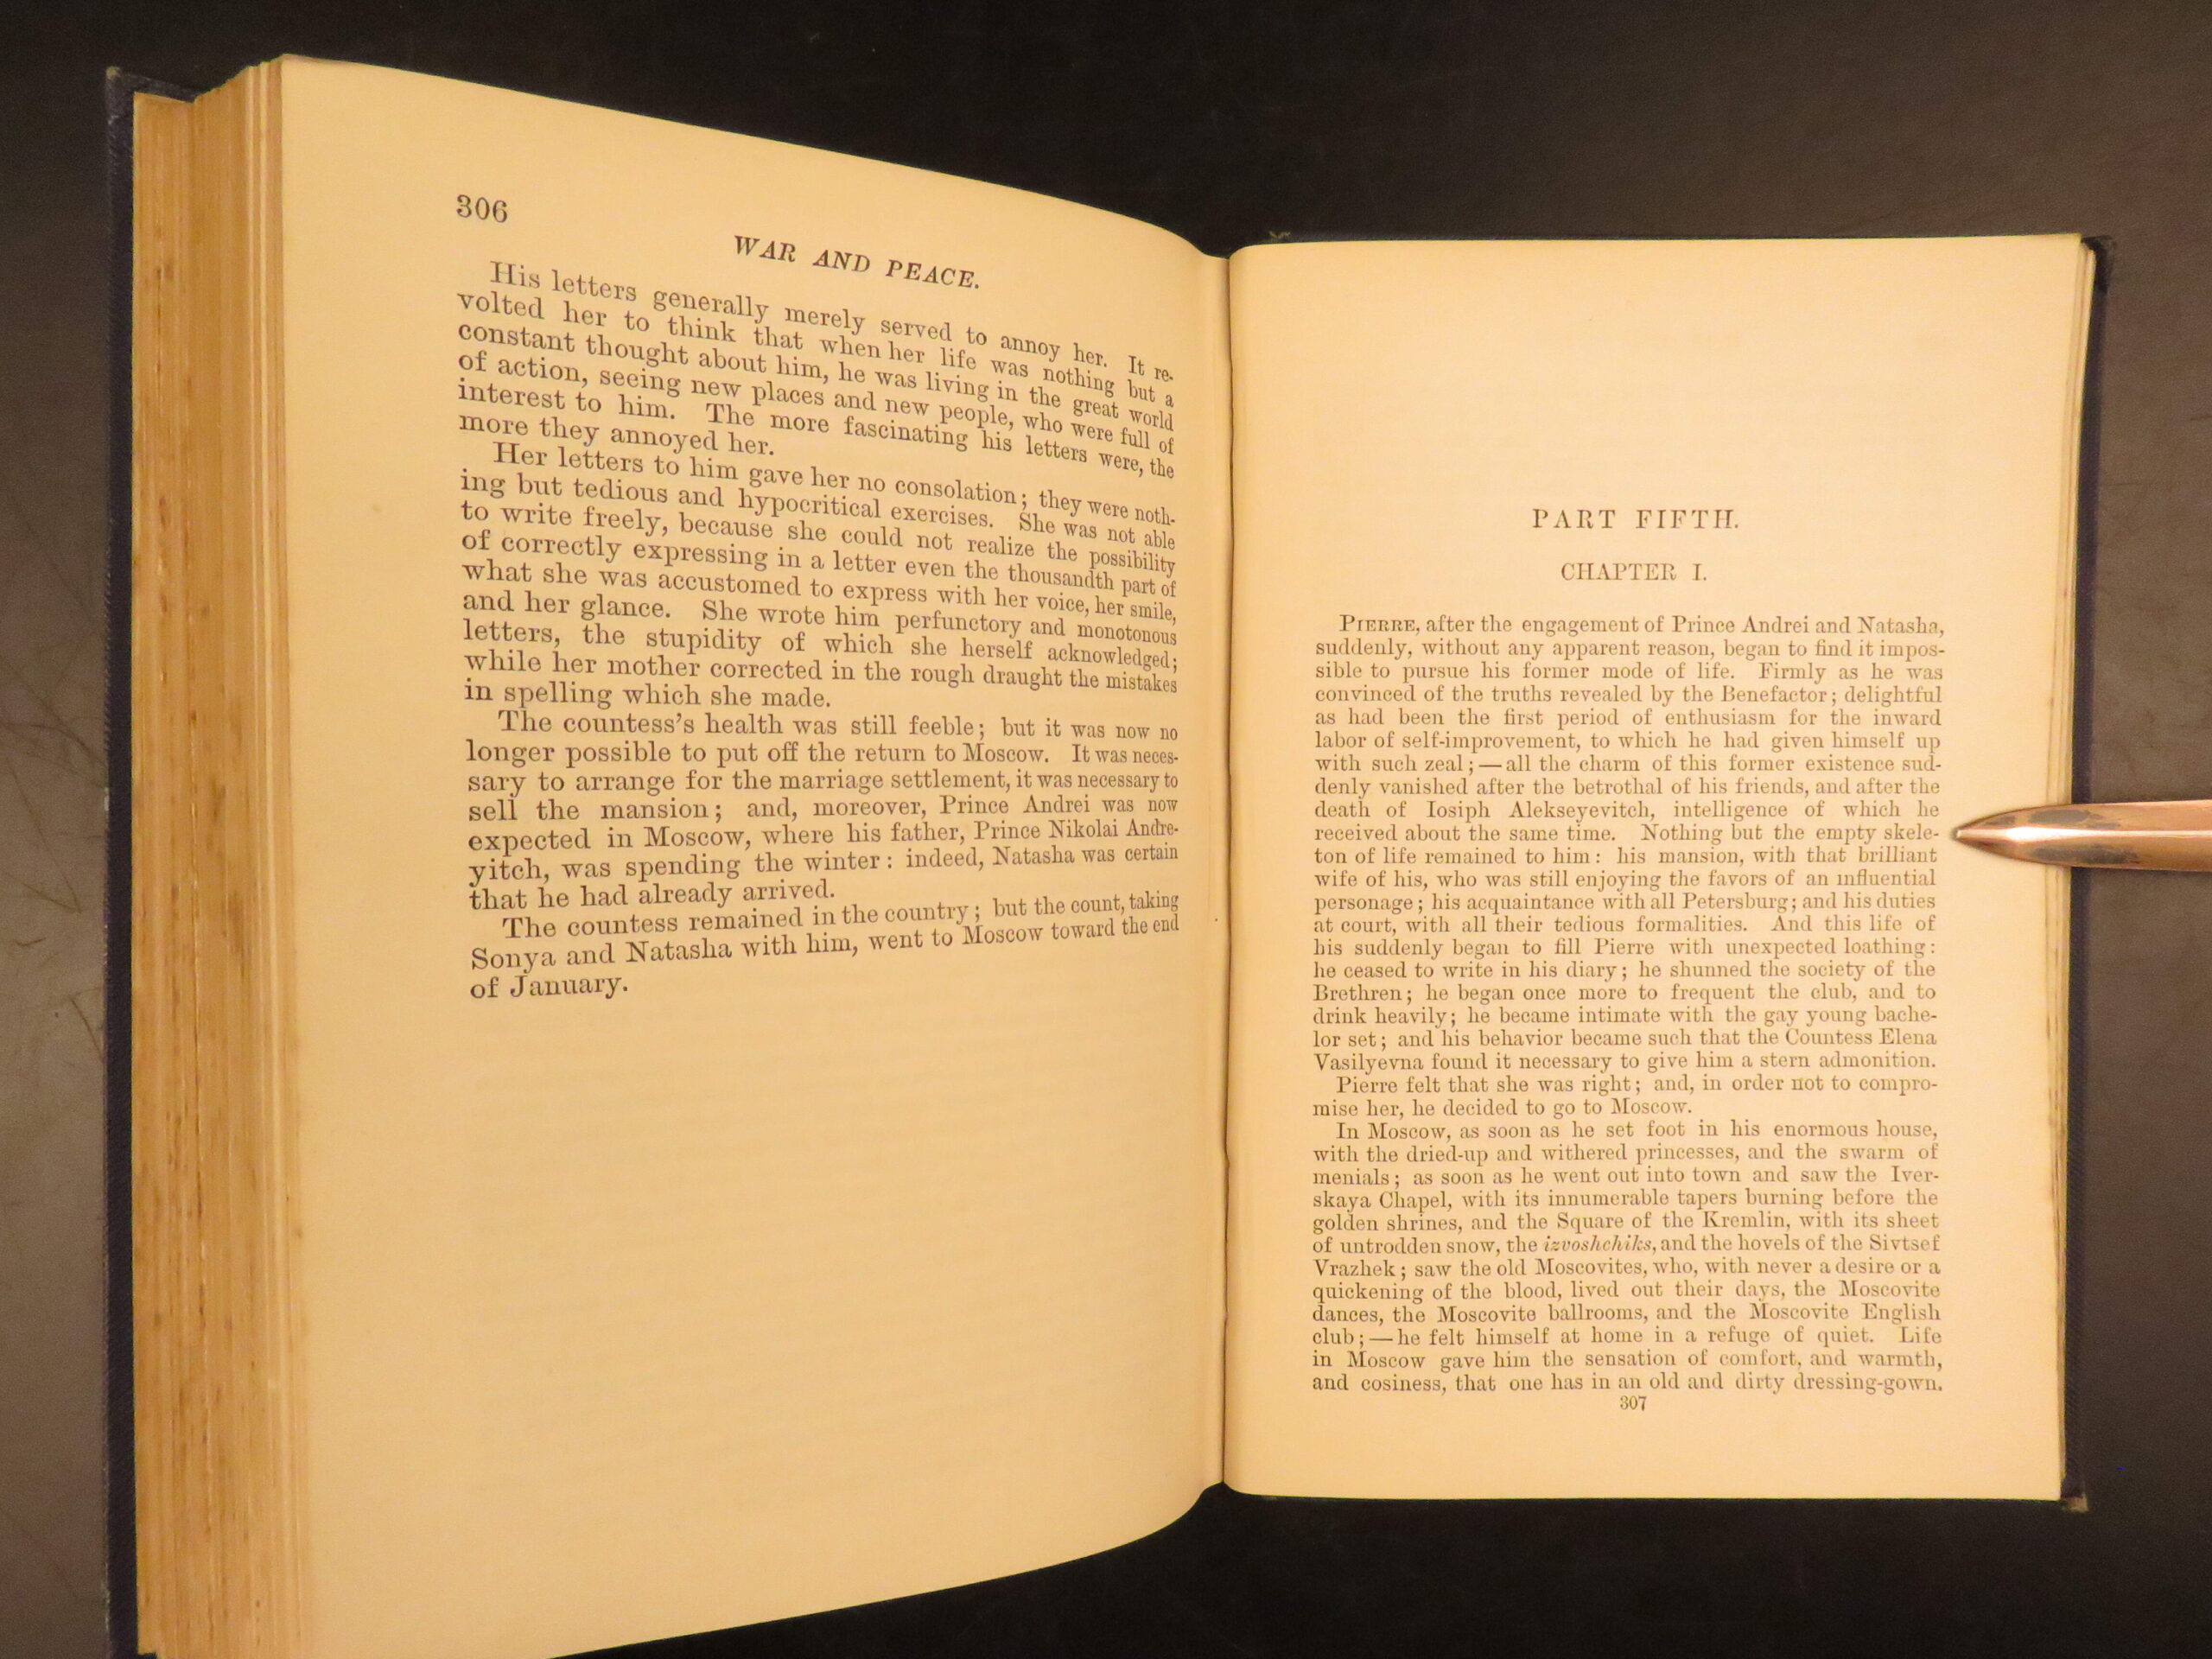 306
WAR AND PEACE.
His letters generally merely served to annoy her. It re-
volted her to think that when her life was nothing but a
constant thought about him, he was living in the great world
of action, seeing new places and new people, who were full of
interest to him. The more fascinating his letters were, the
more they annoyed her.
Her letters to him gave her no consolation; they were noth-
ing but tedious and hypocritical exercises. She was not able
to write freely, because she could not realize the possibility
of correctly expressing in a letter even the thousandth part of
what she was accustomed to express with her voice, her smile,
and her glance. She wrote him perfunctory and monotonous
letters, the stupidity of which she herself acknowledged;
while her mother corrected in the rough draught the mistakes
in spelling which she made.
The countess's health was still feeble; but it was now no
longer possible to put off the return to Moscow. It was neces-
sary to arrange for the marriage settlement, it was necessary to
sell the mansion; and, moreover, Prince Andrei was now
expected in Moscow, where his father, Prince Nikolai Andre-
yitch, was spending the winter: indeed, Natasha was certain
that he had already arrived.
The countess remained in the country; but the count, taking
Sonya and Natasha with him, went to Moscow toward the end
of January.
PART FIFTH.
CHAPTER I.
PIERRE, after the engagement of Prince Andrei and Natasha,
suddenly, without any apparent reason, began to find it impos-
sible to pursue his former mode of life. Firmly as he was
convinced of the truths revealed by the Benefactor; delightful
as had been the first period of enthusiasm for the inward
labor of self-improvement, to which he had given himself up
with such zeal;—all the charm of this former existence sud-
denly vanished after the betrothal of his friends, and after the
death of Iosiph Alekseyevitch, intelligence of which he
received about the same time. Nothing but the empty skele-
ton of life remained to him: his mansion, with that brilliant
wife of his, who was still enjoying the favors of an influential
personage; his acquaintance with all Petersburg; and his duties
at court, with all their tedious formalities. And this life of
his suddenly began to fill Pierre with unexpected loathing:
he ceased to write in his diary; he shunned the society of the
Brethren; he began once more to frequent the club, and to
drink heavily; he became intimate with the gay young bache-
lor set; and his behavior became such that the Countess Elena
Vasilyevna found it necessary to give him a stern admonition.
Pierre felt that she was right; and, in order not to compro-
mise her, he decided to go to Moscow.
In Moscow, as soon as he set foot in his enormous house,
with the dried-up and withered princesses, and the swarm of
menials; as soon as he went out into town and saw the Iver-
skaya Chapel, with its innumerable tapers burning before the
golden shrines, and the Square of the Kremlin, with its sheet
of untrodden snow, the izvoshchiks, and the hovels of the Sivtsef
Vrazhek; saw the old Moscovites, who, with never a desire or a
quickening of the blood, lived out their days, the Moscovite
dances, the Moscovite ballrooms, and the Moscovite English
club;—he felt himself at home in a refuge of quiet. Life
in Moscow gave him the sensation of comfort, and warmth,
and cosiness, that one has in an old and dirty dressing-gown.
307